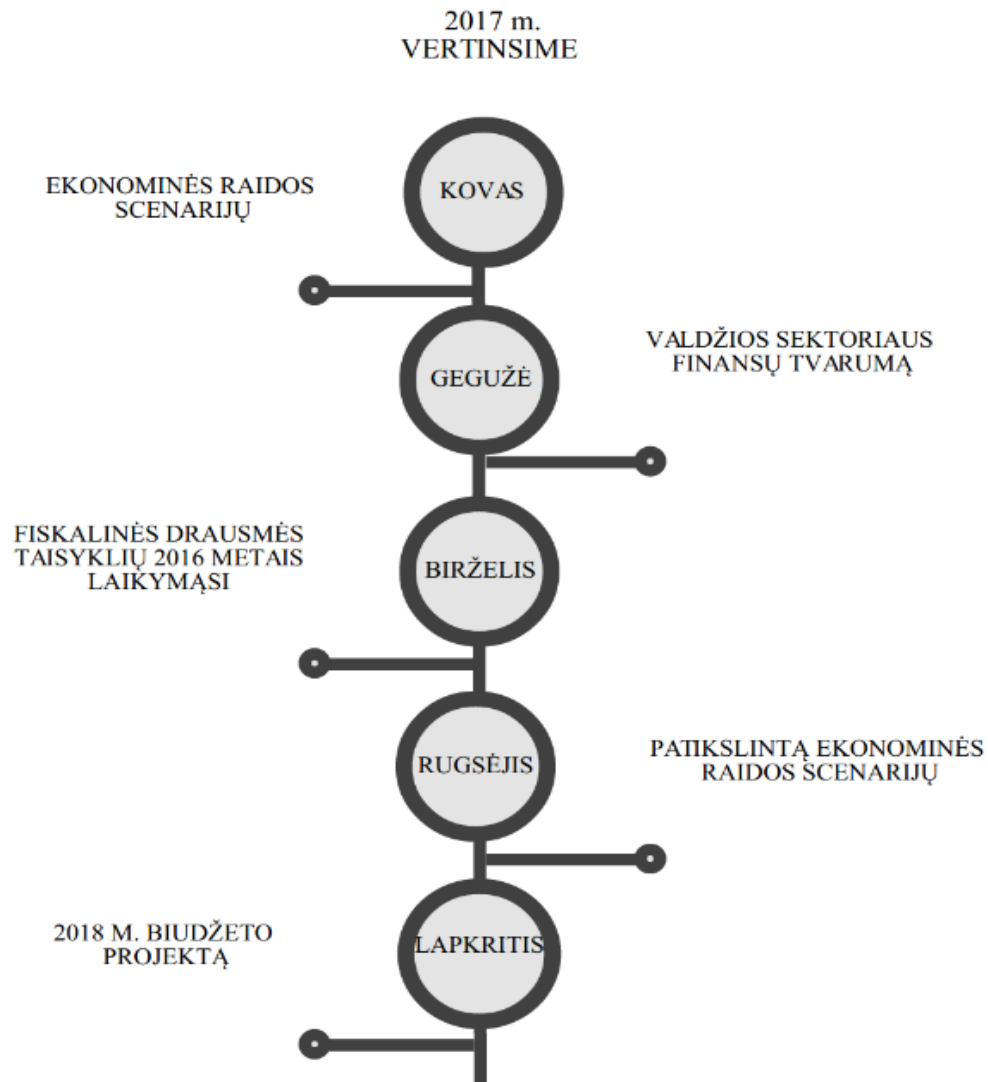 2017 m.
VERTINSIME
KOVAS
EKONOMINĖS RAIDOS
SCENARIJŲ
GEGUŽĖ
VALDŽIOS SEKTORIAUS
FINANSŲ TVARUMĄ
BIRŽELIS
FISKALINĖS DRAUSMĖS
TAISYKLIŲ 2016 METAIS
LAIKYMĄSI
RUGSĖJIS
PATIKSLINTĄ EKONOMINĖS
RAIDOS SCENARIJŲ
LAPKRITIS
2018 M. BIUDŽETO
PROJEKTĄ